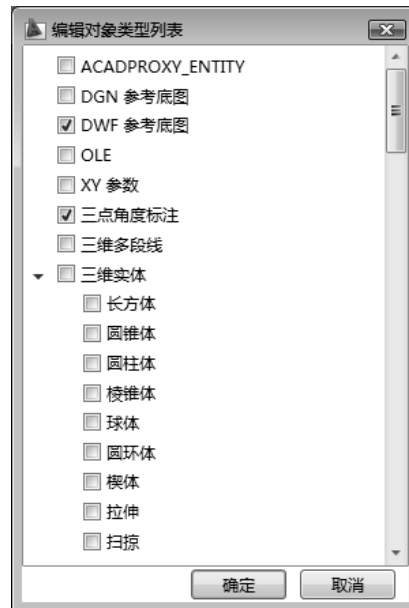 编辑对象类型列表
ACADPROXY_ENTITY
DGN 参考底图
DWF 参考底图
OLE
XY 参数
三点角度标注
三维多段线
三维实体
长方体
圆锥体
圆柱体
棱锥体
球体
圆环体
楔体
拉伸
扫掠
确定
取消